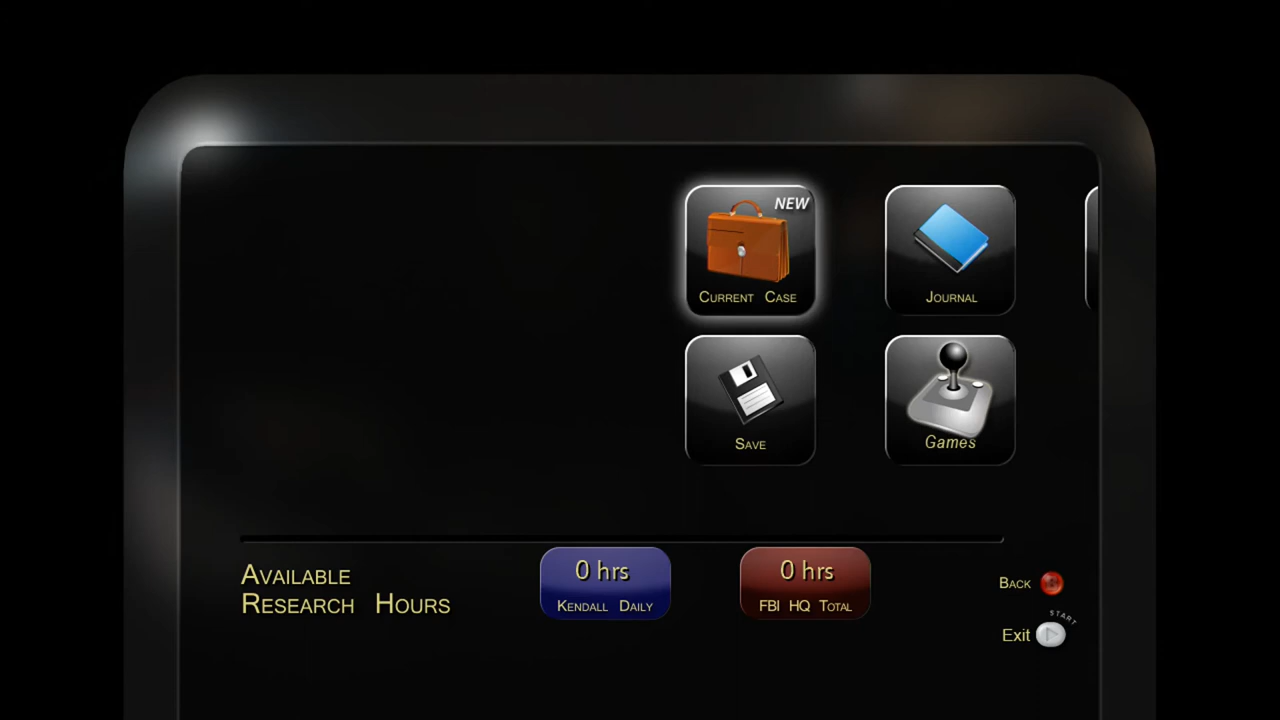 NEW
CURRENT CASE
JOURNAL
SAVE
Games
AVAILABLE
RESEARCH HOURS
0 hrs
KENDALL DAILY
0 hrs
FBI HQ TOTAL
BACK
START
Exit